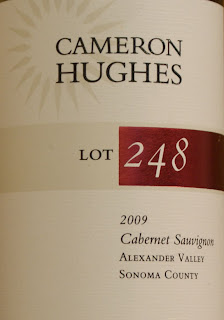 CAMERON
HUGHES
LOT 248
2009
Cabernet Sauvignon
ALEXANDER VALLEY
SONOMA COUNTY